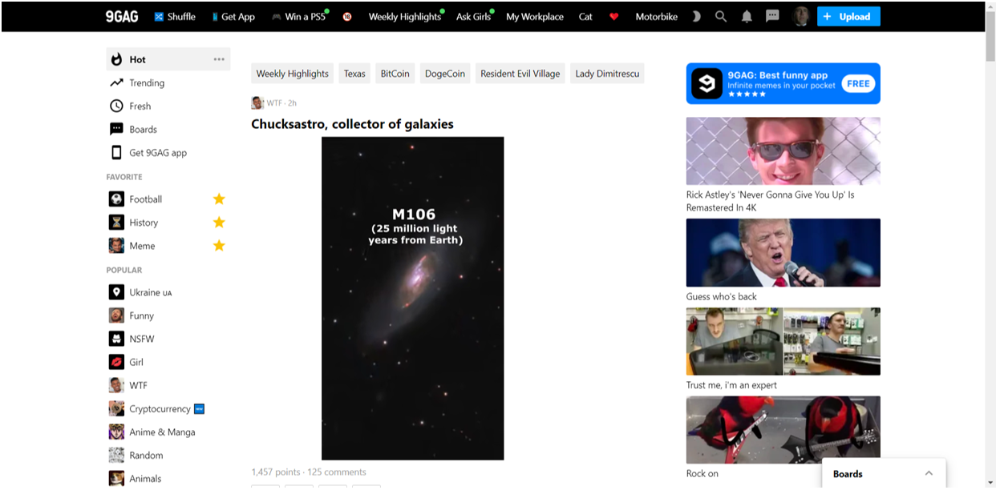 9GAG Shuffle Get App Win a PS5 18 Weekly Highlights Ask Girls My Workplace Cat Motorbike + Upload
Hot
Trending
Fresh
Boards
Get 9GAG app
FAVORITE
Football
History
Meme
POPULAR
Ukraine UA
Funny
NSFW
Girl
WTF
Cryptocurrency
Anime & Manga
Random
Animals
Weekly Highlights Texas BitCoin DogeCoin Resident Evil Village Lady Dimitrescu
WTF · 2h
Chucksastro, collector of galaxies
M106
(25 million light
years from Earth)
1,457 points · 125 comments
9GAG: Best funny app
Infinite memes in your pocket
FREE
Rick Astley's 'Never Gonna Give You Up' Is
Remastered In 4K
Guess who's back
Trust me, i'm an expert
Rock on
Boards